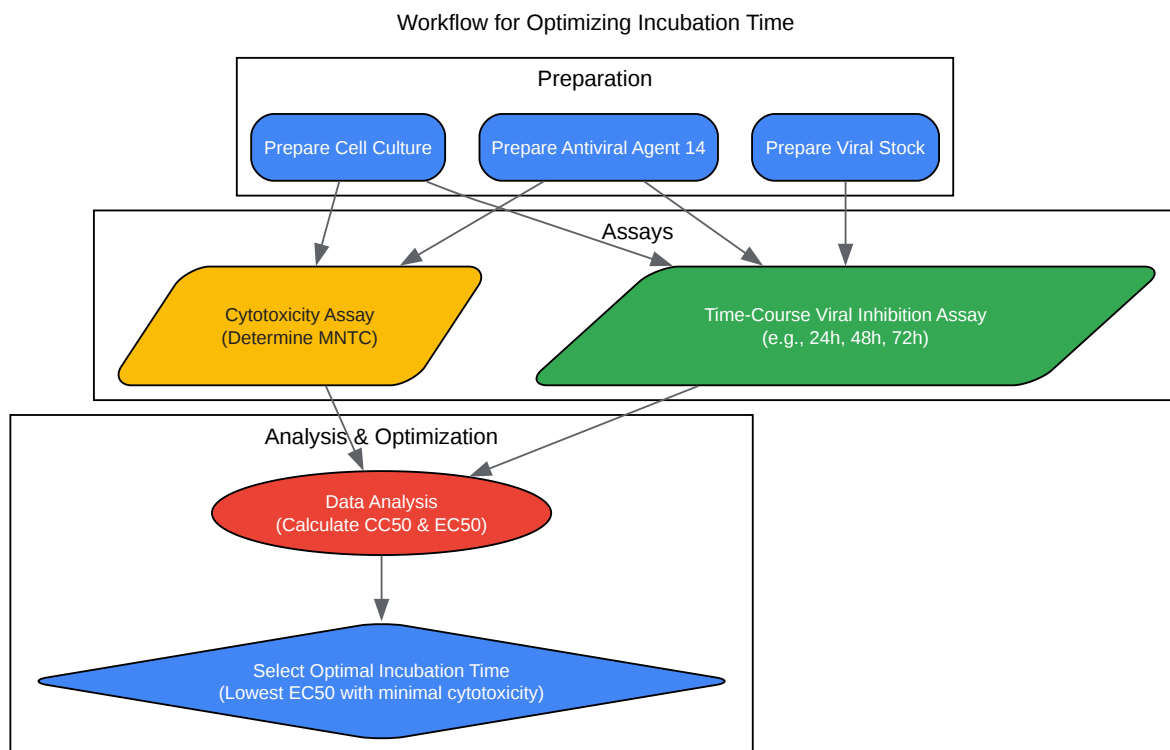 Workflow for Optimizing Incubation Time
Preparation
Prepare Cell Culture
Prepare Antiviral Agent 14
Prepare Viral Stock
Assays
Cytotoxicity Assay
(Determine MNTC)
Time-Course Viral Inhibition Assay
(e.g., 24h, 48h, 72h)
Analysis & Optimization
Data Analysis
(Calculate CC50 & EC50)
Select Optimal Incubation Time
(Lowest EC50 with minimal cytotoxicity)